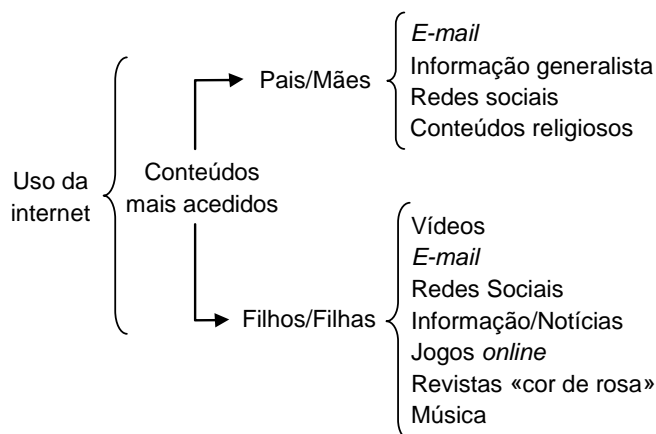 Uso da
internet
Conteúdos
mais acedidos
Pais/Mães
E-mail
Informação generalista
Redes sociais
Conteúdos religiosos
Filhos/Filhas
Vídeos
E-mail
Redes Sociais
Informação/Notícias
Jogos online
Revistas «cor de rosa»
Música